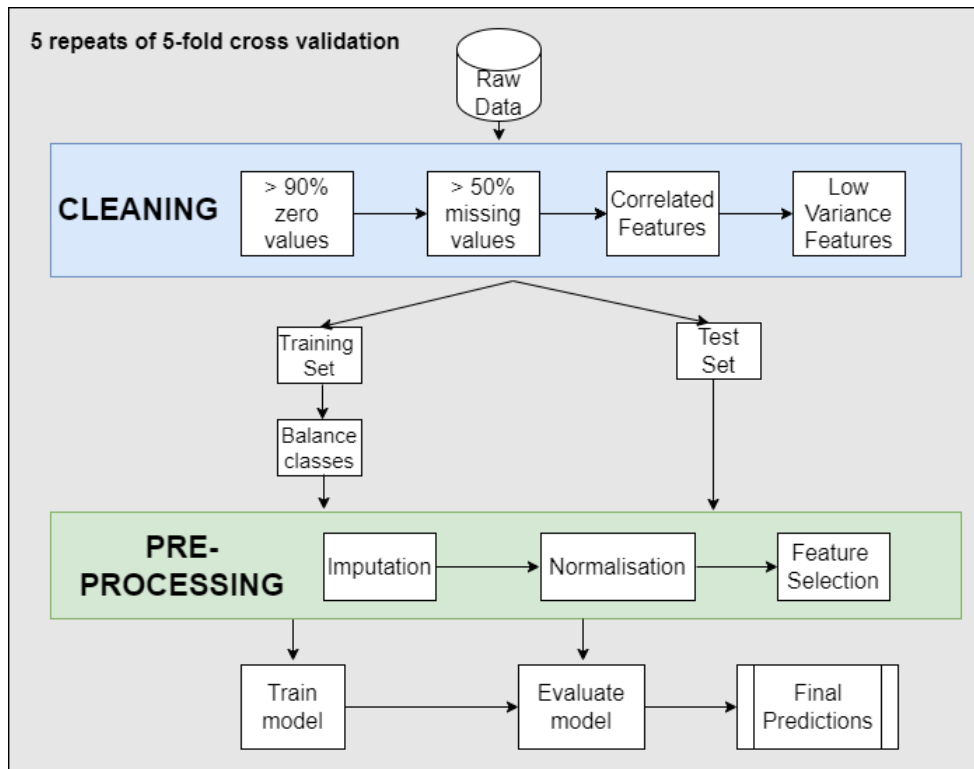 5 repeats of 5-fold cross validation
Raw
Data
CLEANING
> 90%
zero
values
> 50%
missing
values
Correlated
Features
Low
Variance
Features
Training
Set
Test
Set
Balance
classes
PRE-
PROCESSING
Imputation
Normalisation
Feature
Selection
Train
model
Evaluate
model
Final
Predictions